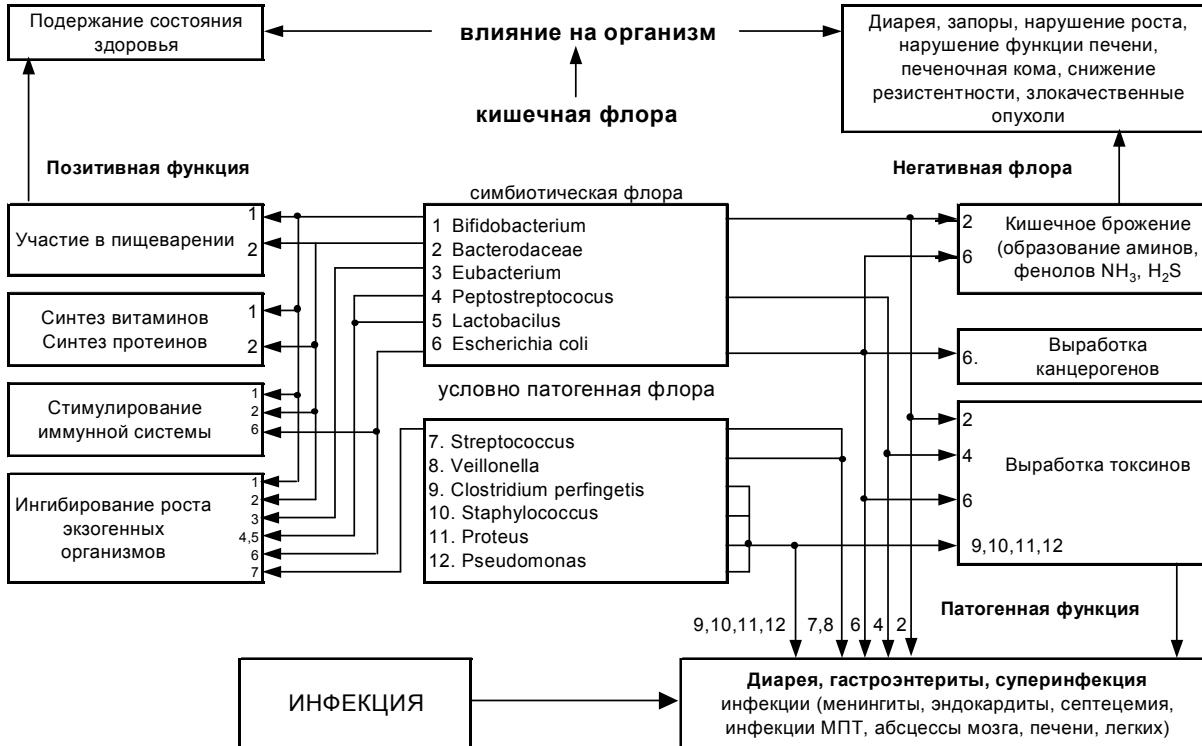 Подержание состояния
здоровья
влияние на организм
Диарея, запоры, нарушение роста,
нарушение функции печени,
печеночная кома, снижение
резистентности, злокачественные
опухоли
кишечная флора
Позитивная функция
Негативная флора
симбиотическая флора
Участие в пищеварении
1
2
1 Bifidobacterium
2 Bacterodaceae
3 Eubacterium
4 Peptostreptococus
5 Lactobacilus
6 Escherichia coli
2
6
Кишечное брожение
(образование аминов,
фенолов NH₃, H₂S
Синтез витаминов
Синтез протеинов
1
2
6.
Выработка
канцерогенов
Стимулирование
иммунной системы
1
2
6
условно патогенная флора
7. Streptococcus
8. Veillonella
9. Clostridium perfingetis
10. Staphylococcus
11. Proteus
12. Pseudomonas
2
4
6
9,10,11,12
Выработка токсинов
Ингибирование роста
экзогенных
организмов
1
2
3
4,5
6
7
Патогенная функция
9,10,11,12 7,8 6 4 2
ИНФЕКЦИЯ
Диарея, гастроэнтериты, суперинфекция
инфекции (менингиты, эндокардиты, септецемия,
инфекции МПТ, абсцессы мозга, печени, легких)